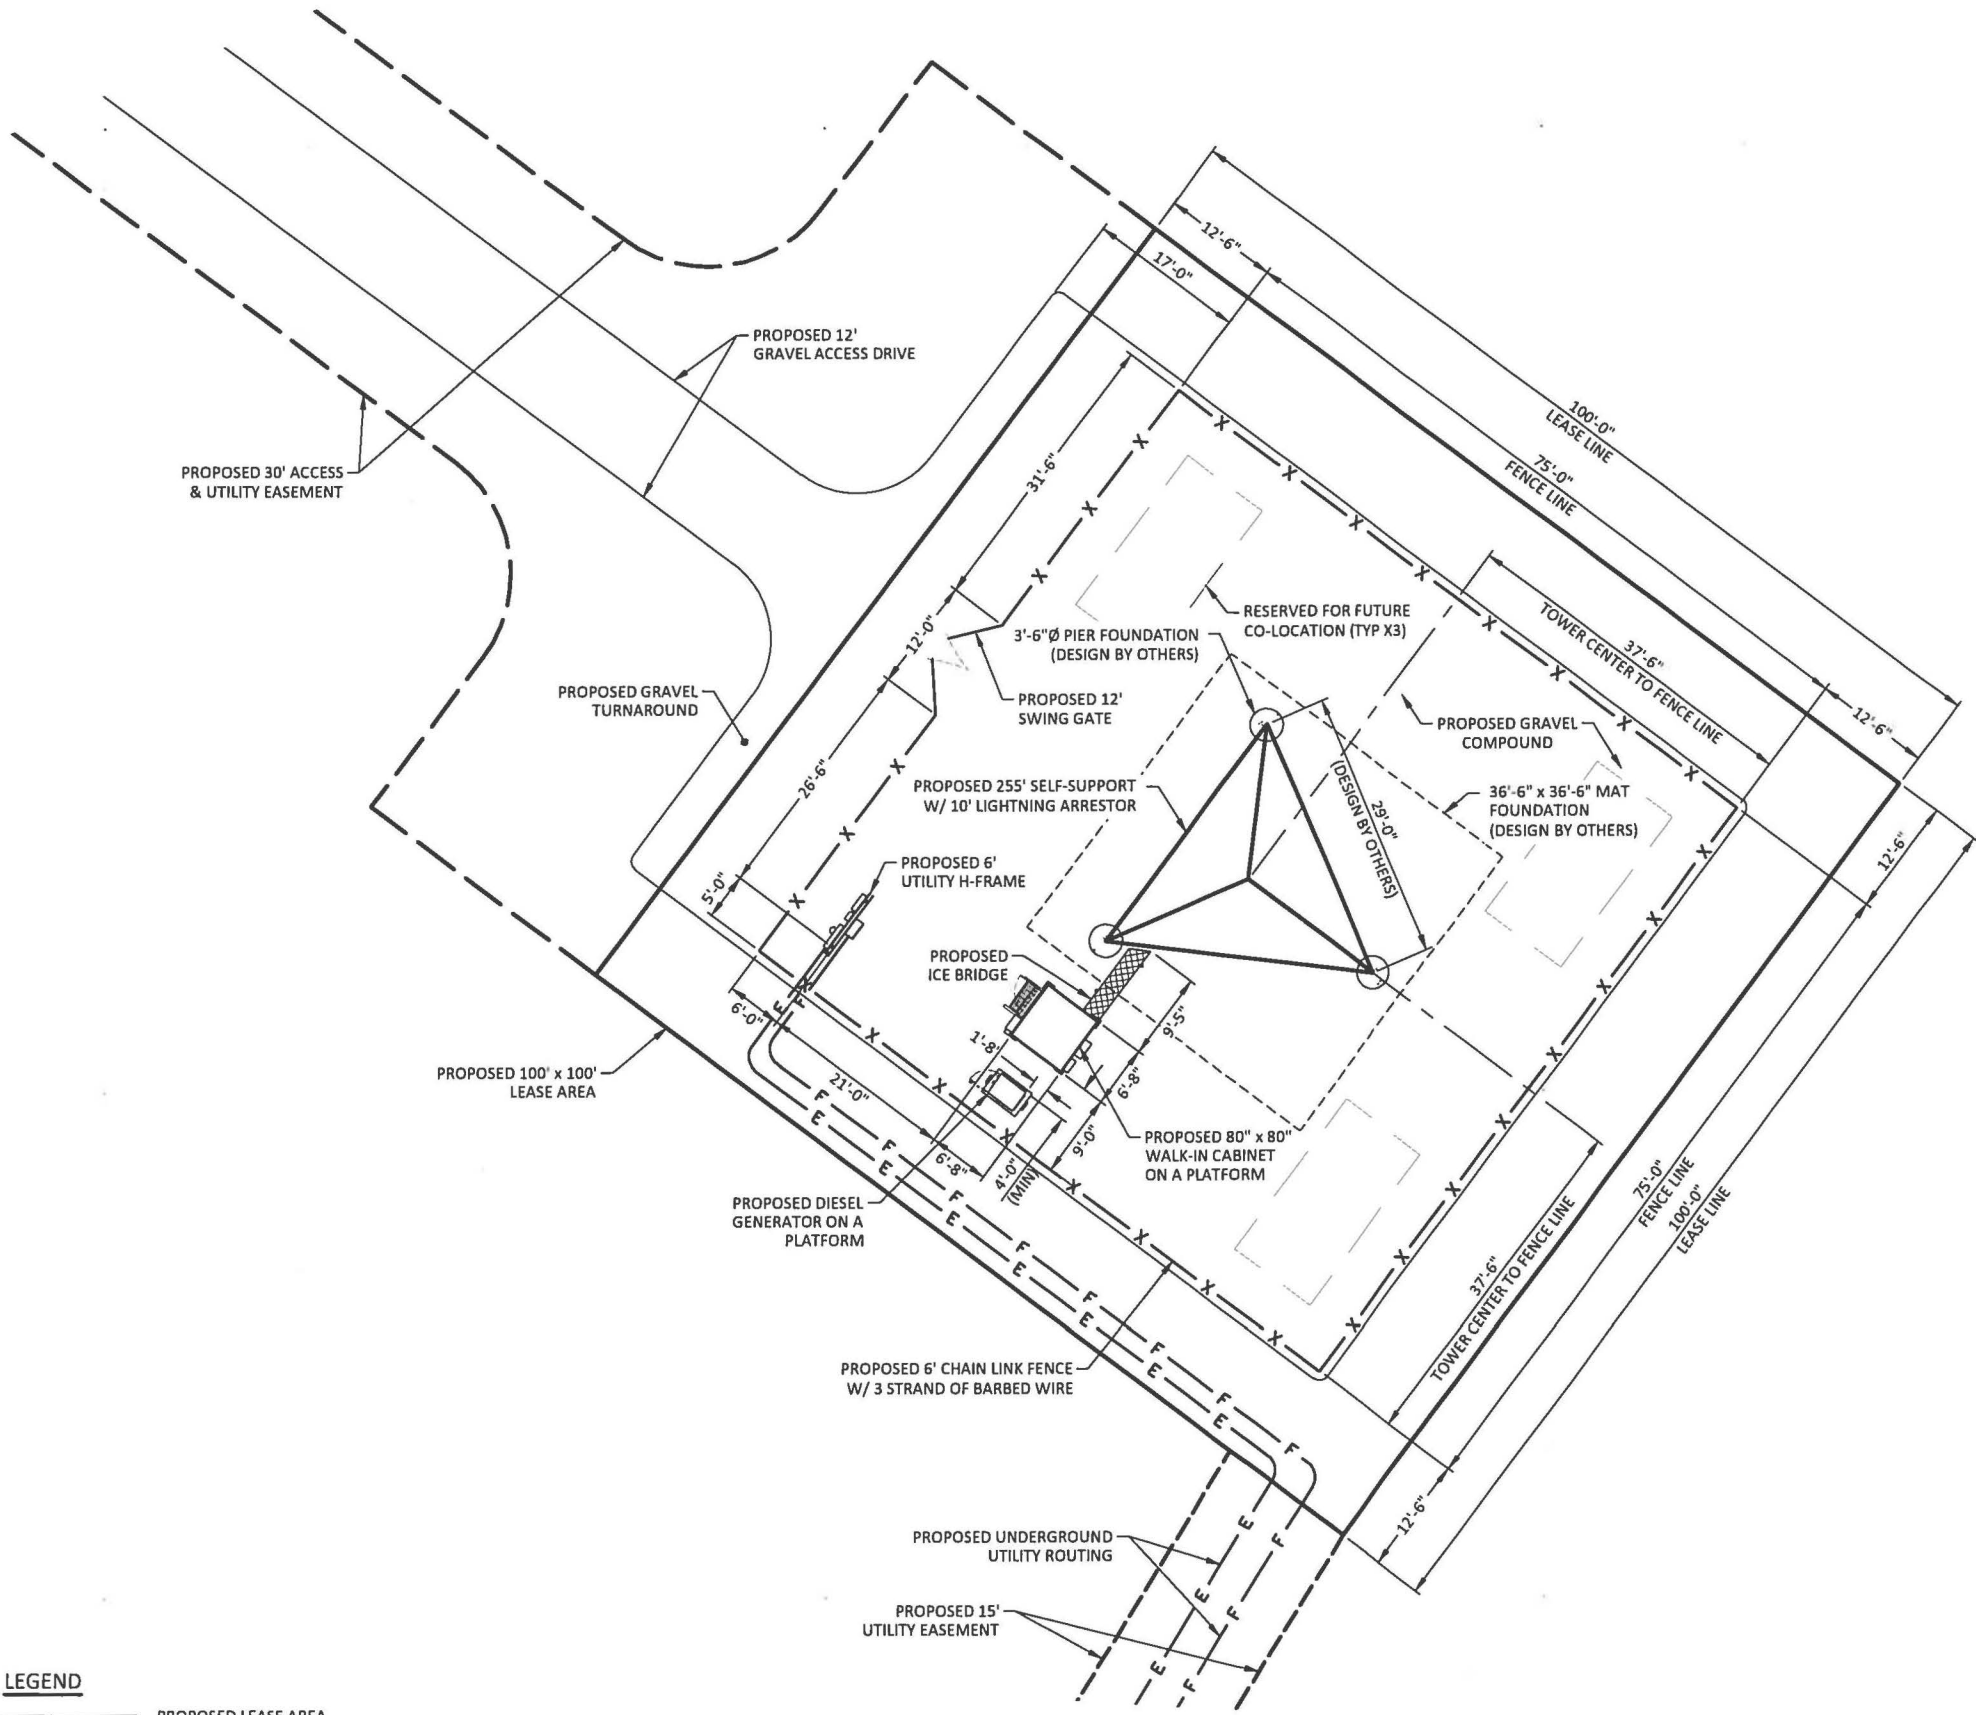 12'-6"
17'-0"
PROPOSED 12'
GRAVEL ACCESS DRIVE
100'-0"
LEASE LINE
75'-0"
FENCE LINE
PROPOSED 30' ACCESS
& UTILITY EASEMENT
31'-6"
RESERVED FOR FUTURE
CO-LOCATION (TYP X3)
3'-6"Ø PIER FOUNDATION
(DESIGN BY OTHERS)
12'-0"
37'-6"
TOWER CENTER TO FENCE LINE
PROPOSED GRAVEL
TURNAROUND
PROPOSED 12'
SWING GATE
PROPOSED GRAVEL
COMPOUND
12'-6"
26'-6"
PROPOSED 255' SELF-SUPPORT
W/ 10' LIGHTNING ARRESTOR
29'-0"
(DESIGN BY OTHERS)
36'-6" x 36'-6" MAT
FOUNDATION
(DESIGN BY OTHERS)
12'-6"
PROPOSED 6'
UTILITY H-FRAME
5'-0"
PROPOSED
ICE BRIDGE
6'-0"
9'-5"
1'-8"
PROPOSED 100' x 100'
LEASE AREA
21'-0"
6'-8"
9'-0"
PROPOSED 80" x 80"
WALK-IN CABINET
ON A PLATFORM
6'-8"
4'-0"
(MIN)
PROPOSED DIESEL
GENERATOR ON A
PLATFORM
75'-0"
FENCE LINE
100'-0"
LEASE LINE
37'-6"
TOWER CENTER TO FENCE LINE
PROPOSED 6' CHAIN LINK FENCE
W/ 3 STRAND OF BARBED WIRE
12'-6"
PROPOSED UNDERGROUND
UTILITY ROUTING
PROPOSED 15'
UTILITY EASEMENT
LEGEND
PROPOSED LEASE AREA